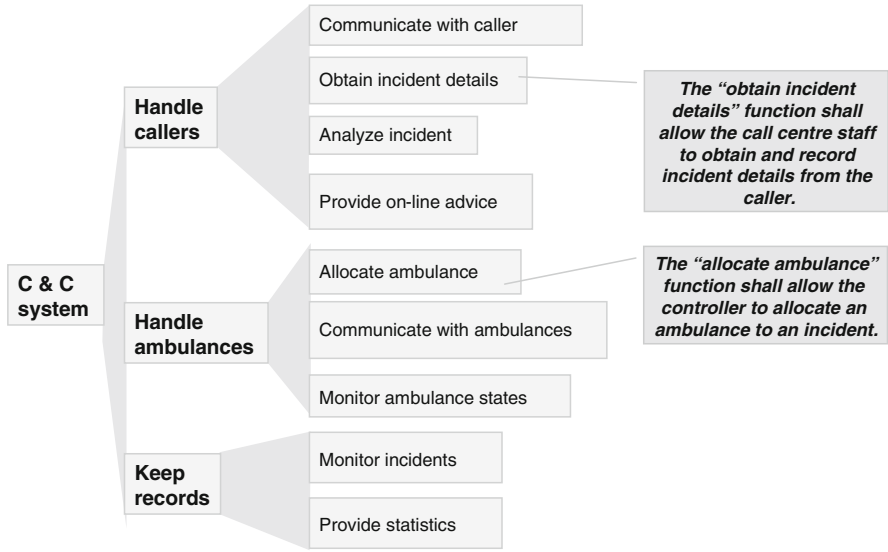 C & C
system
Handle
callers
Communicate with caller
Obtain incident details
Analyze incident
Provide on-line advice
The “obtain incident
details” function shall
allow the call centre staff
to obtain and record
incident details from the
caller.
Handle
ambulances
Allocate ambulance
Communicate with ambulances
Monitor ambulance states
The “allocate ambulance”
function shall allow the
controller to allocate an
ambulance to an incident.
Keep
records
Monitor incidents
Provide statistics